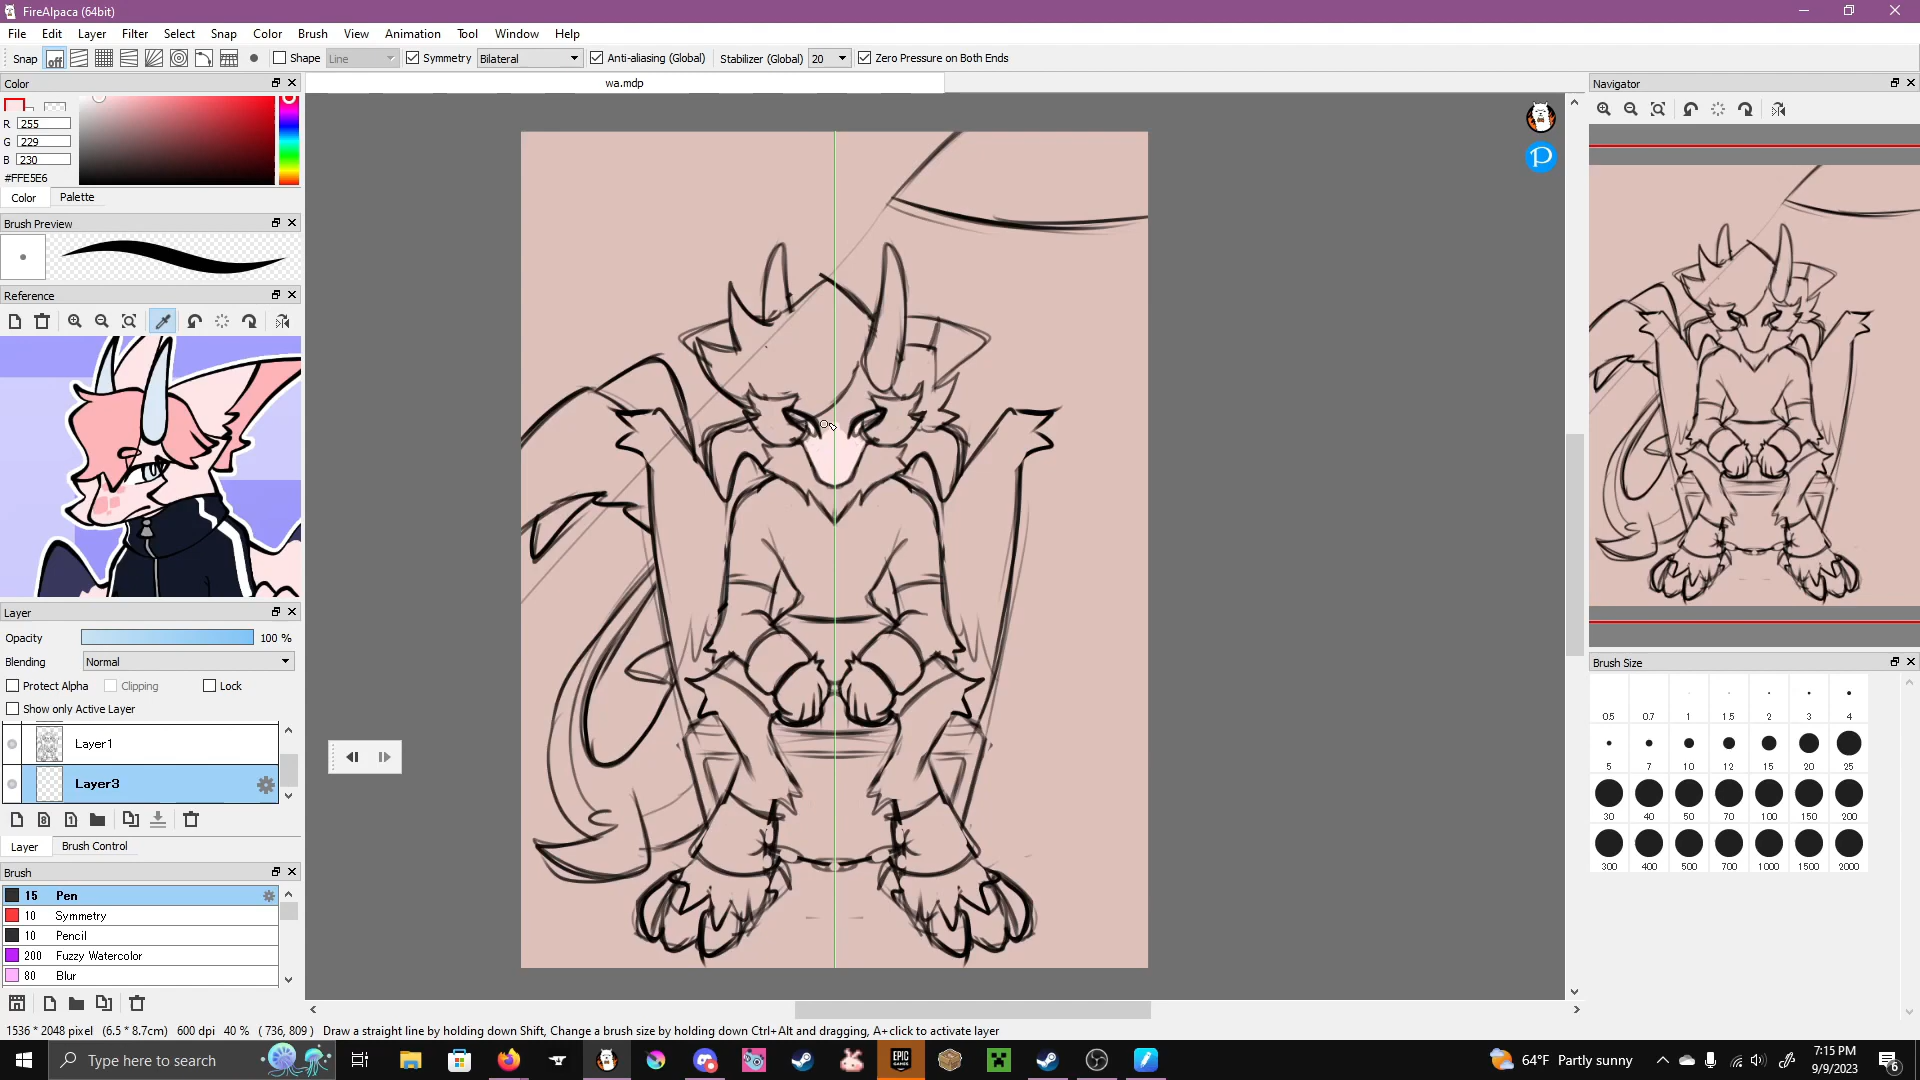 FireAlpaca (64bit)
File Edit Layer Filter Select Snap Color Brush View Animation Tool Window Help
Snap off Shape Line Symmetry Bilateral Anti-aliasing (Global) Stabilizer (Global) 20 Zero Pressure on Both Ends
Color
wa.mdp
Navigator
R 255
G 229
B 230
#FFE5E6
Color Palette
Brush Preview
Reference
Layer
Opacity 100 %
Blending Normal
Protect Alpha Clipping Lock
Show only Active Layer
Layer1
Layer3
Layer Brush Control
Brush
15 Pen
10 Symmetry
10 Pencil
200 Fuzzy Watercolor
80 Blur
Brush Size
0.5 0.7 1 1.5 2 3 4
5 7 10 12 15 20 25
30 40 50 70 100 150 200
300 400 500 700 1000 1500 2000
1536 * 2048 pixel (6.5 * 8.7cm) 600 dpi 40 % ( 736, 809 ) Draw a straight line by holding down Shift, Change a brush size by holding down Ctrl+Alt and dragging, A+click to activate layer
Type here to search
EPIC GAMES
64°F Partly sunny
7:15 PM
9/9/2023
6